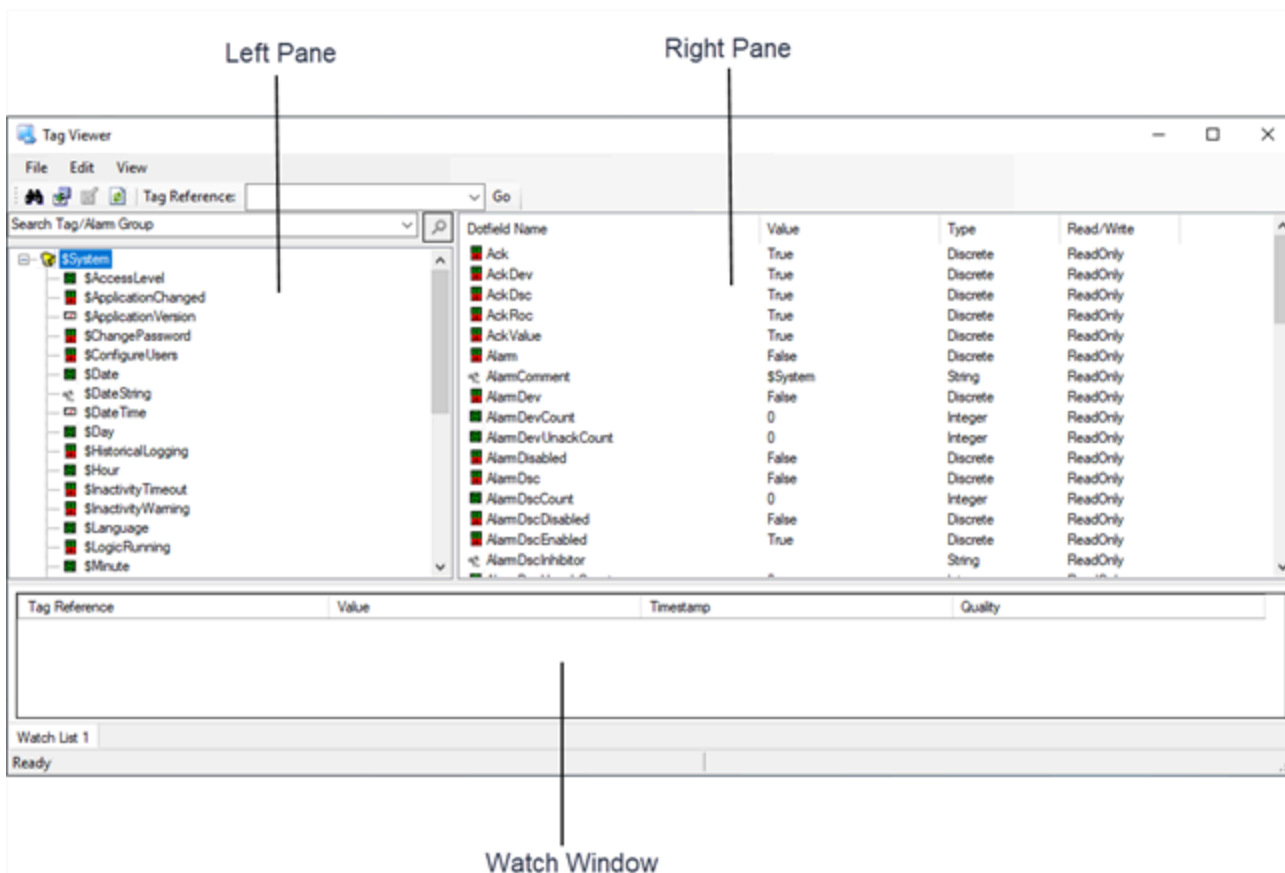 Left Pane
Right Pane
Tag Viewer
File Edit View
Tag Reference: Go
Search Tag/Alarm Group
$System
$AccessLevel
$ApplicationChanged
$ApplicationVersion
$ChangePassword
$ConfigureUsers
$Date
$DateString
$DateTime
$Day
$HistoricalLogging
$Hour
$InactivityTimeout
$InactivityWarning
$Language
$LogicRunning
$Minute
Dotfield Name Value Type Read/Write
Ack True Discrete ReadOnly
AckDev True Discrete ReadOnly
AckDsc True Discrete ReadOnly
AckRoc True Discrete ReadOnly
AckValue True Discrete ReadOnly
Alarm False Discrete ReadOnly
AlarmComment $System String ReadOnly
AlarmDev False Discrete ReadOnly
AlarmDevCount 0 Integer ReadOnly
AlarmDevUnackCount 0 Integer ReadOnly
AlarmDisabled False Discrete ReadOnly
AlarmDsc False Discrete ReadOnly
AlarmDscCount 0 Integer ReadOnly
AlarmDscDisabled False Discrete ReadOnly
AlarmDscEnabled True Discrete ReadOnly
AlarmDscInhibitor String ReadOnly
Tag Reference Value Timestamp Quality
Watch List 1
Ready
Watch Window